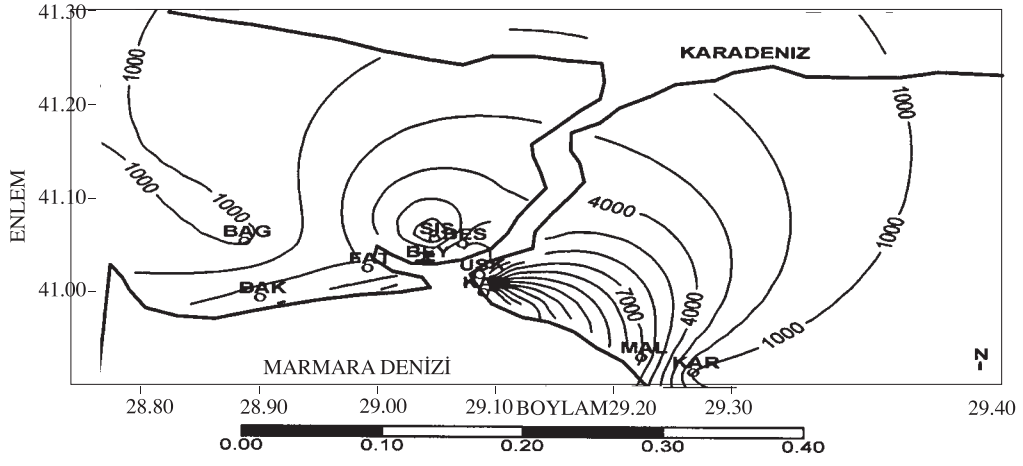 41.30
KARADENIZ
1000
1000
41.20
1000
1000
41.10
4000
BAG
SIS
BES
1000
ENLEM
BEY
FAT
USK
BAK
41.00
7000
4000
1000
MAL
KAR
N
MARMARA DENİZİ
28.80 28.90 29.00 29.10 BOYLAM 29.20 29.30 29.40
0.00 0.10 0.20 0.30 0.40